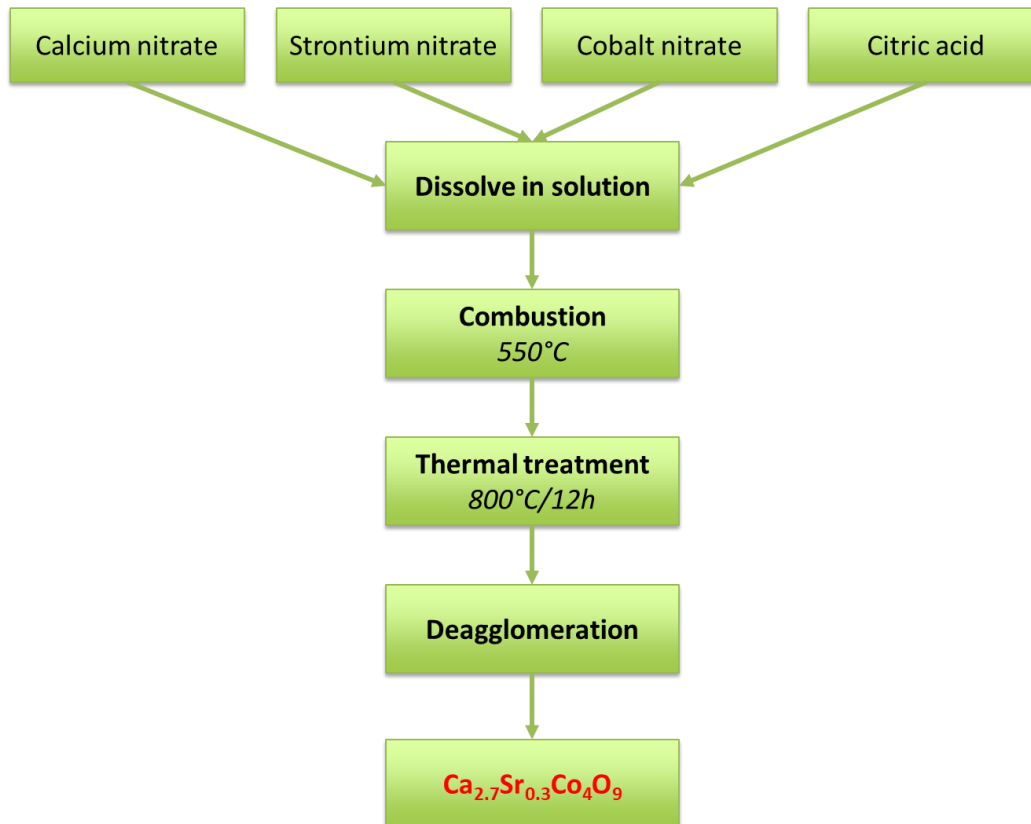 Calcium nitrate
Strontium nitrate
Cobalt nitrate
Citric acid
Dissolve in solution
Combustion
550°C
Thermal treatment
800°C/12h
Deagglomeration
Ca₂.₇Sr₀.₃Co₄O₉